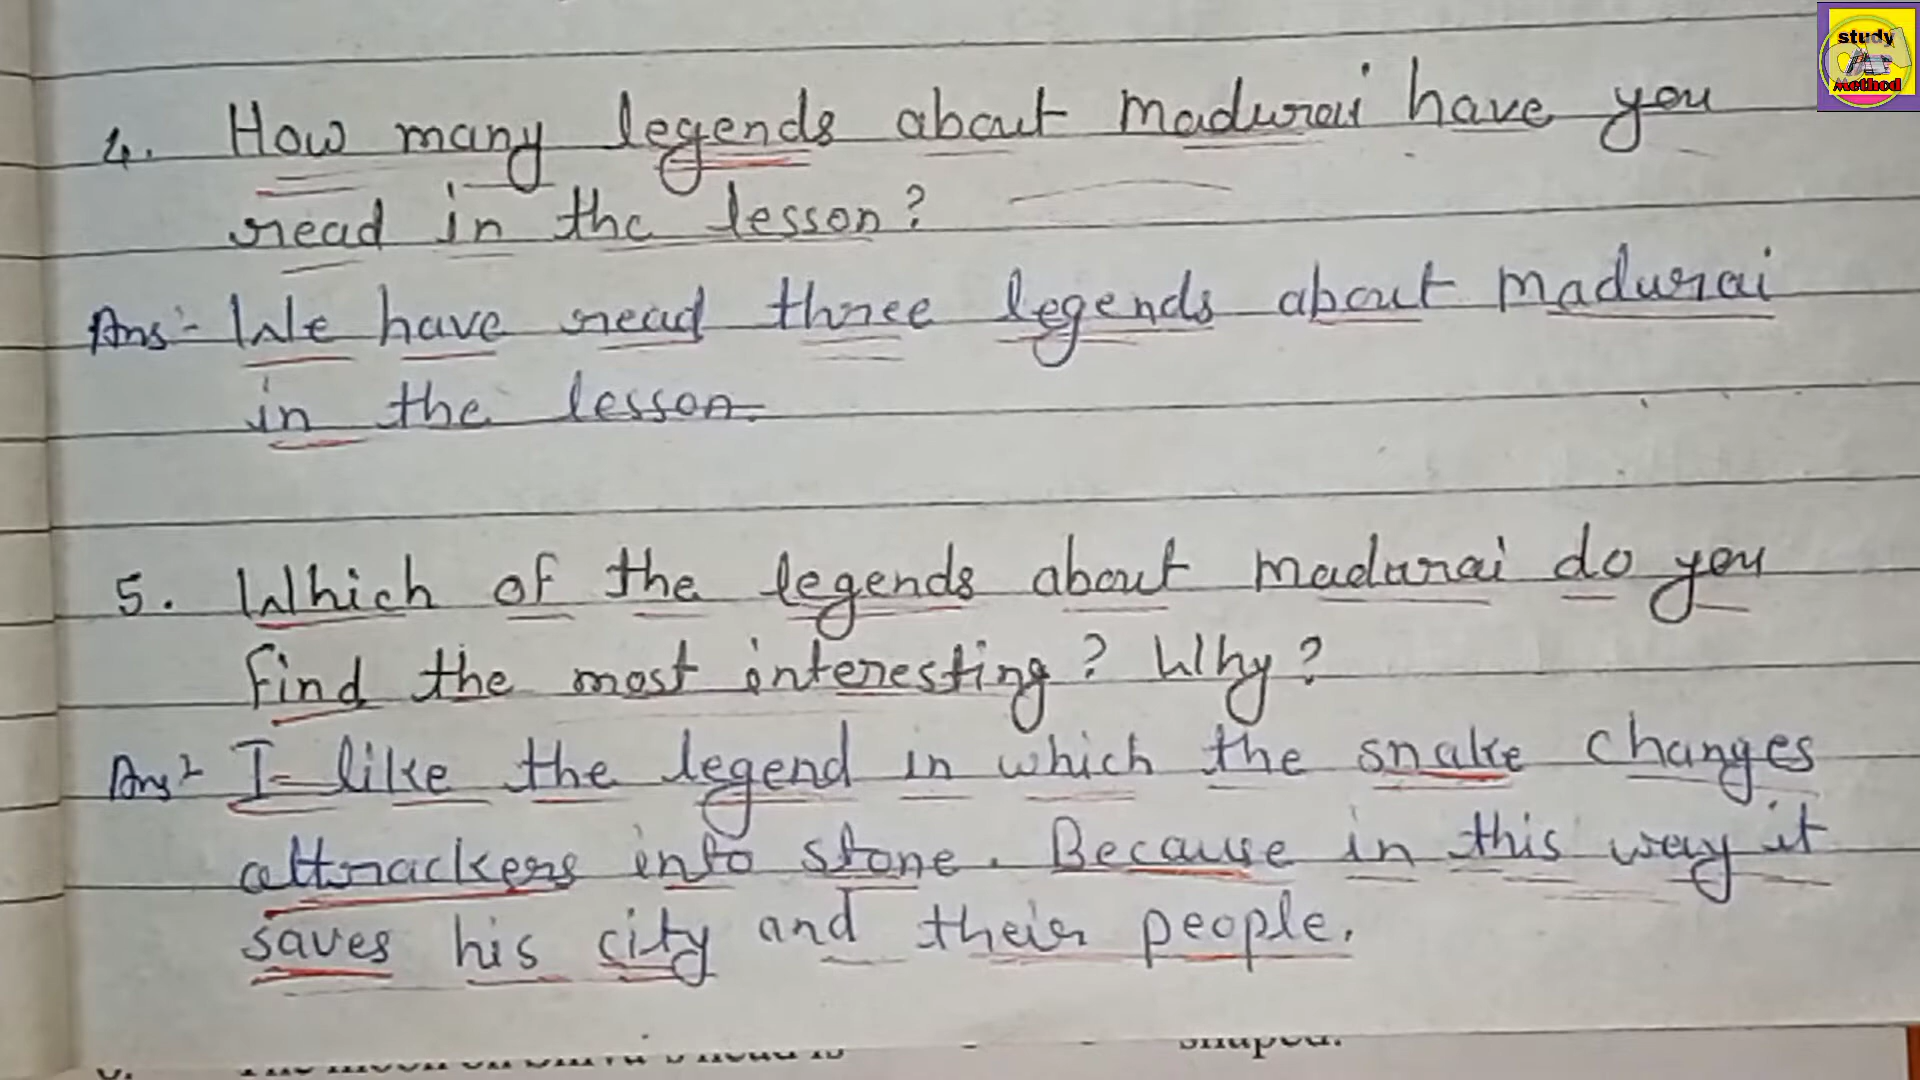 study
Method
4. How many legends about Madurai have you
read in the lesson?
Ans:- We have read three legends about Madurai
in the lesson.
5. Which of the legends about Madurai do you
find the most interesting? Why?
Ans:- I like the legend in which the snake changes
attrackers into stone. Because in this way it
saves his city and their people.